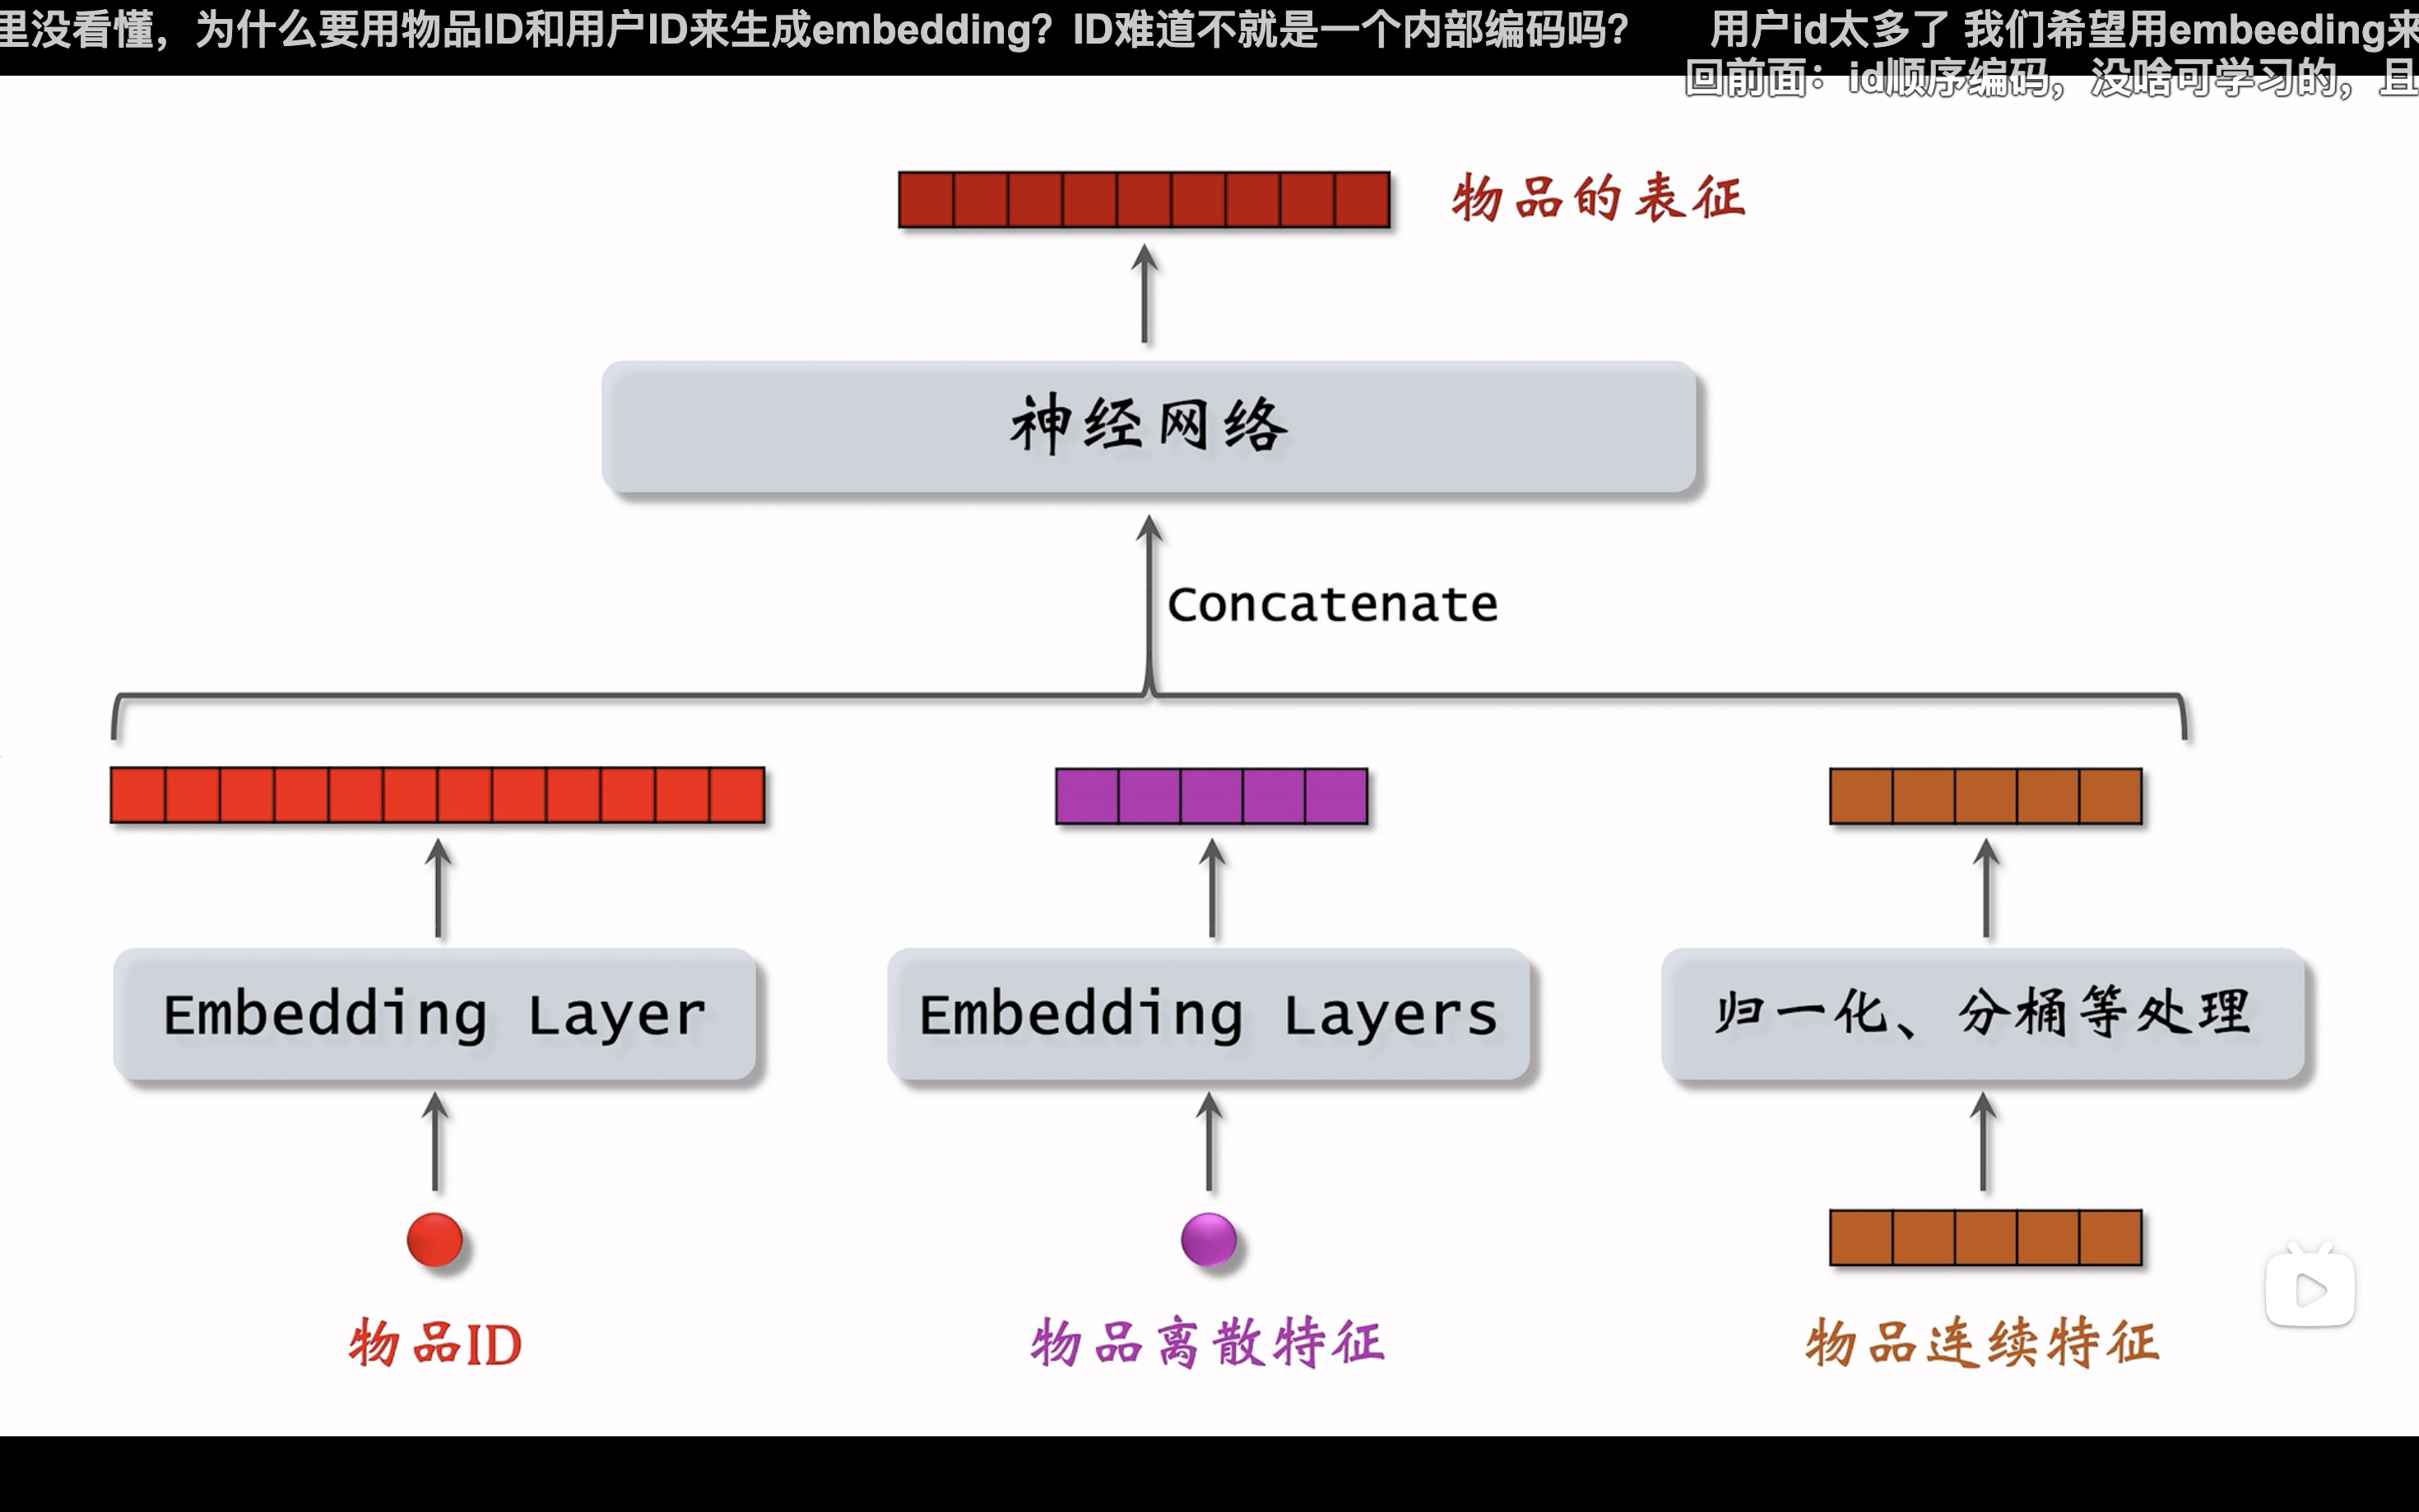 里没看懂，为什么要用物品ID和用户ID来生成embedding？ID难道不就是一个内部编码吗？
用户id太多了 我们希望用embeeding来
回前面：id顺序编码，没啥可学习的，且
物品的表征
神经网络
Concatenate
Embedding Layer
Embedding Layers
归一化、分桶等处理
物品ID
物品离散特征
物品连续特征